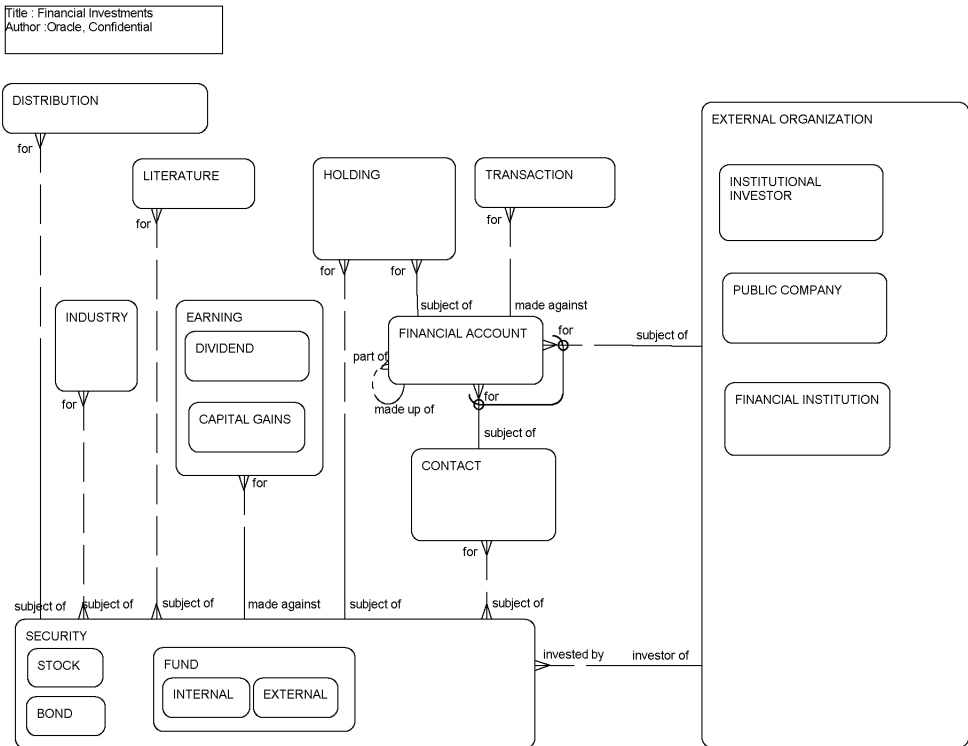 Title : Financial Investments
Author :Oracle, Confidential
DISTRIBUTION
EXTERNAL ORGANIZATION
for
LITERATURE
HOLDING
TRANSACTION
INSTITUTIONAL
INVESTOR
for
for
for
for
PUBLIC COMPANY
subject of
made against
INDUSTRY
EARNING
FINANCIAL ACCOUNT
for
subject of
DIVIDEND
part of
FINANCIAL INSTITUTION
for
for
made up of
CAPITAL GAINS
subject of
CONTACT
for
for
subject of
subject of
subject of
made against
subject of
subject of
SECURITY
invested by
investor of
STOCK
FUND
INTERNAL
EXTERNAL
BOND